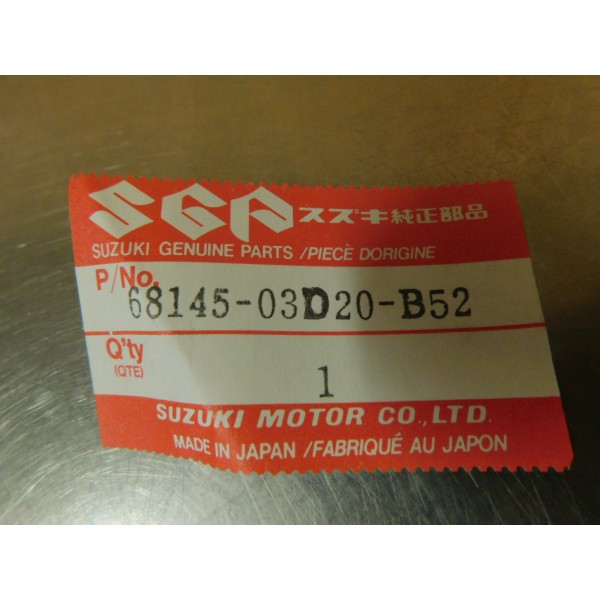 SGP スズキ純正部品
SUZUKI GENUINE PARTS /PIECÈ DORIGINE
P/No. 68145-03D20-B52
Q'ty 1
(QTE)
SUZUKI MOTOR CO.,LTD.
MADE IN JAPAN /FABRIQUÉ AU JAPON